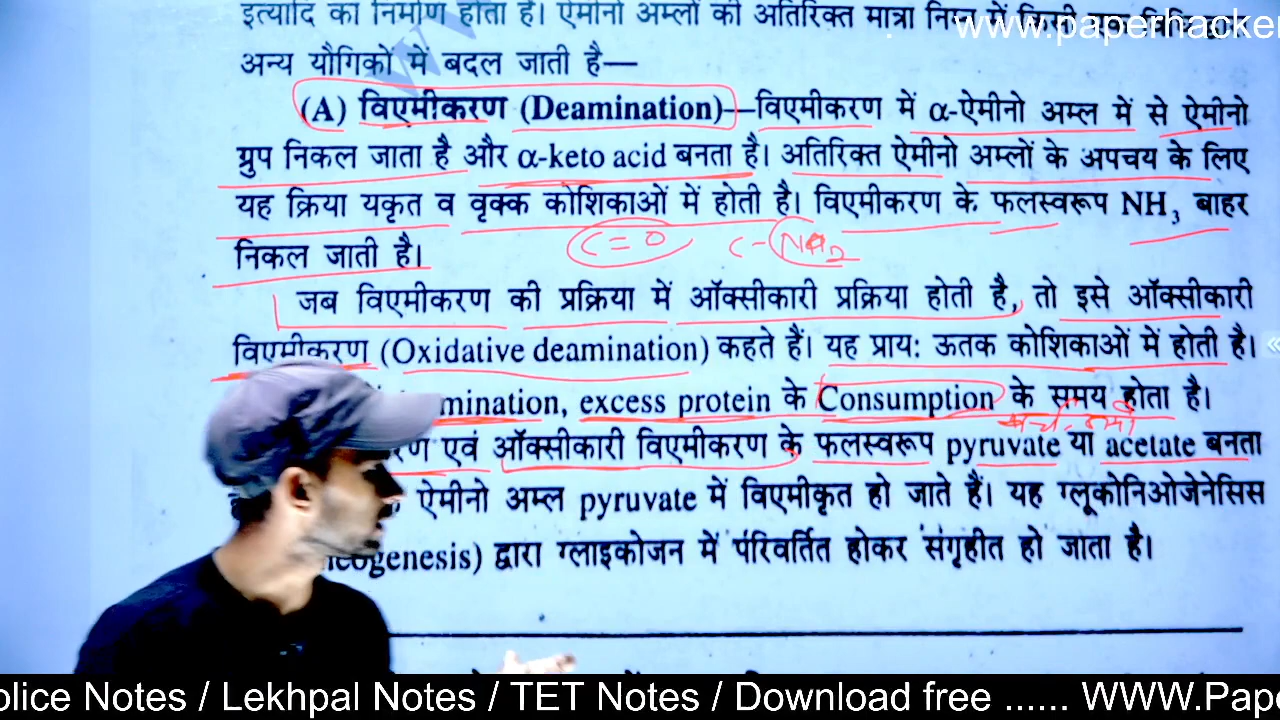 इत्यादि का निर्माण होता है। ऐमीनो अम्लों की अतिरिक्त मात्रा निम्न में किसी एक
www.paperhacker
अन्य यौगिकों में बदल जाती है—
(A) विएमीकरण (Deamination)—विएमीकरण में α-ऐमीनो अम्ल में से ऐमीनो
ग्रुप निकल जाता है और α-keto acid बनता है। अतिरिक्त ऐमीनो अम्लों के अपचय के लिए
यह क्रिया यकृत व वृक्क कोशिकाओं में होती है। विएमीकरण के फलस्वरूप NH3 बाहर
निकल जाती है।
C=O C-NH2
जब विएमीकरण की प्रक्रिया में ऑक्सीकारी प्रक्रिया होती है, तो इसे ऑक्सीकारी
विएमीकरण (Oxidative deamination) कहते हैं। यह प्राय: ऊतक कोशिकाओं में होती है।
mination, excess protein के Consumption के समय होता है।
रण एवं ऑक्सीकारी विएमीकरण के फलस्वरूप pyruvate या acetate बनता
ऐमीनो अम्ल pyruvate में विएमीकृत हो जाते हैं। यह ग्लूकोनिओजेनेसिस
neogenesis) द्वारा ग्लाइकोजन में परिवर्तित होकर संगृहीत हो जाता है।
olice Notes / Lekhpal Notes / TET Notes / Download free ...... WWW.Pape